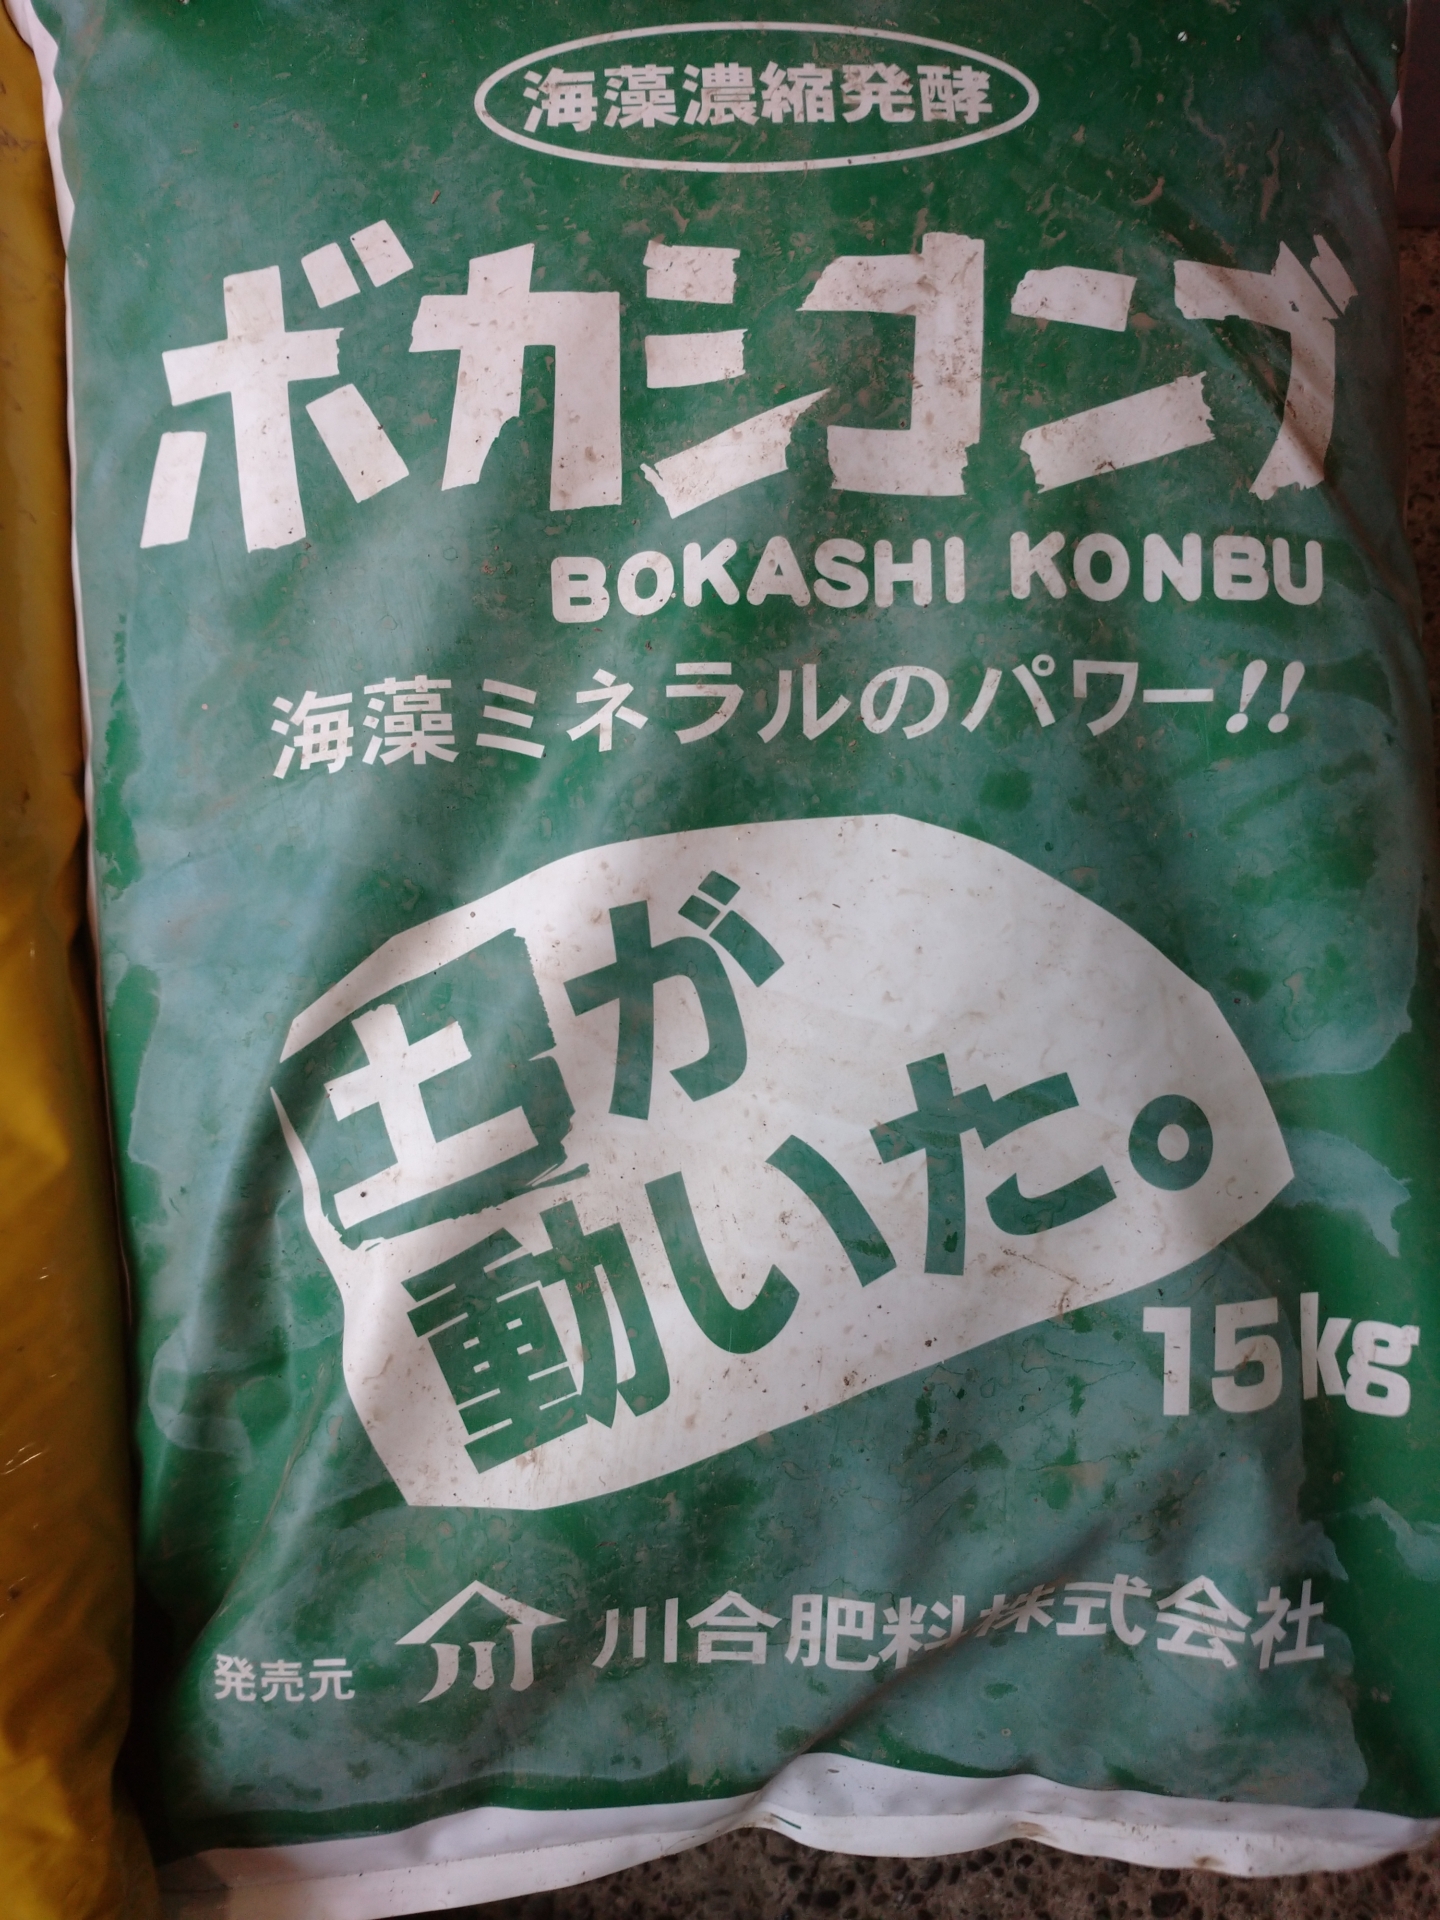 海藻濃縮発酵
ボカシコンブ
BOKASHI KONBU
海藻ミネラルのパワー!!
土が
動いた。
15kg
発売元 川合肥料株式会社